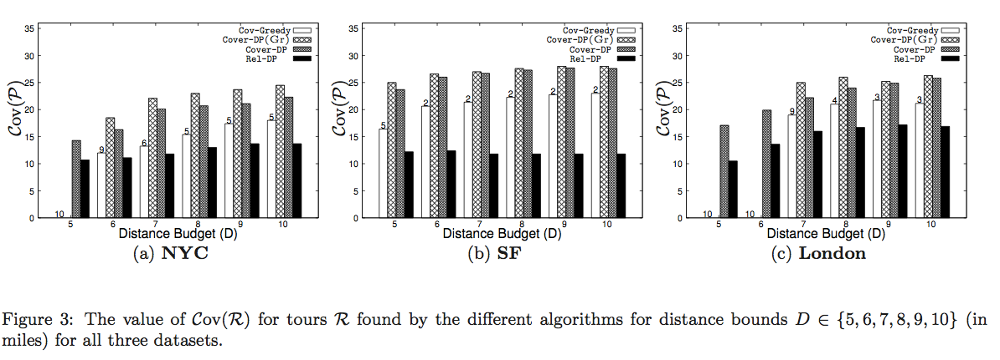 Cov(P)
35
30
25
20
15
10
5
0
Cov-Greedy
Cover-DP(Gr)
Cover-DP
Rel-DP
10 9 6 5 5 5
5 6 7 8 9 10
Distance Budget (D)
(a) NYC
Cov(P)
35
30
25
20
15
10
5
0
Cov-Greedy
Cover-DP(Gr)
Cover-DP
Rel-DP
5 2 2 2 2 2
5 6 7 8 9 10
Distance Budget (D)
(b) SF
Cov(P)
35
30
25
20
15
10
5
0
Cov-Greedy
Cover-DP(Gr)
Cover-DP
Rel-DP
10 10 9 4 3 3
5 6 7 8 9 10
Distance Budget (D)
(c) London
Figure 3: The value of Cov(R) for tours R found by the different algorithms for distance bounds D ∈ {5, 6, 7, 8, 9, 10} (in
miles) for all three datasets.